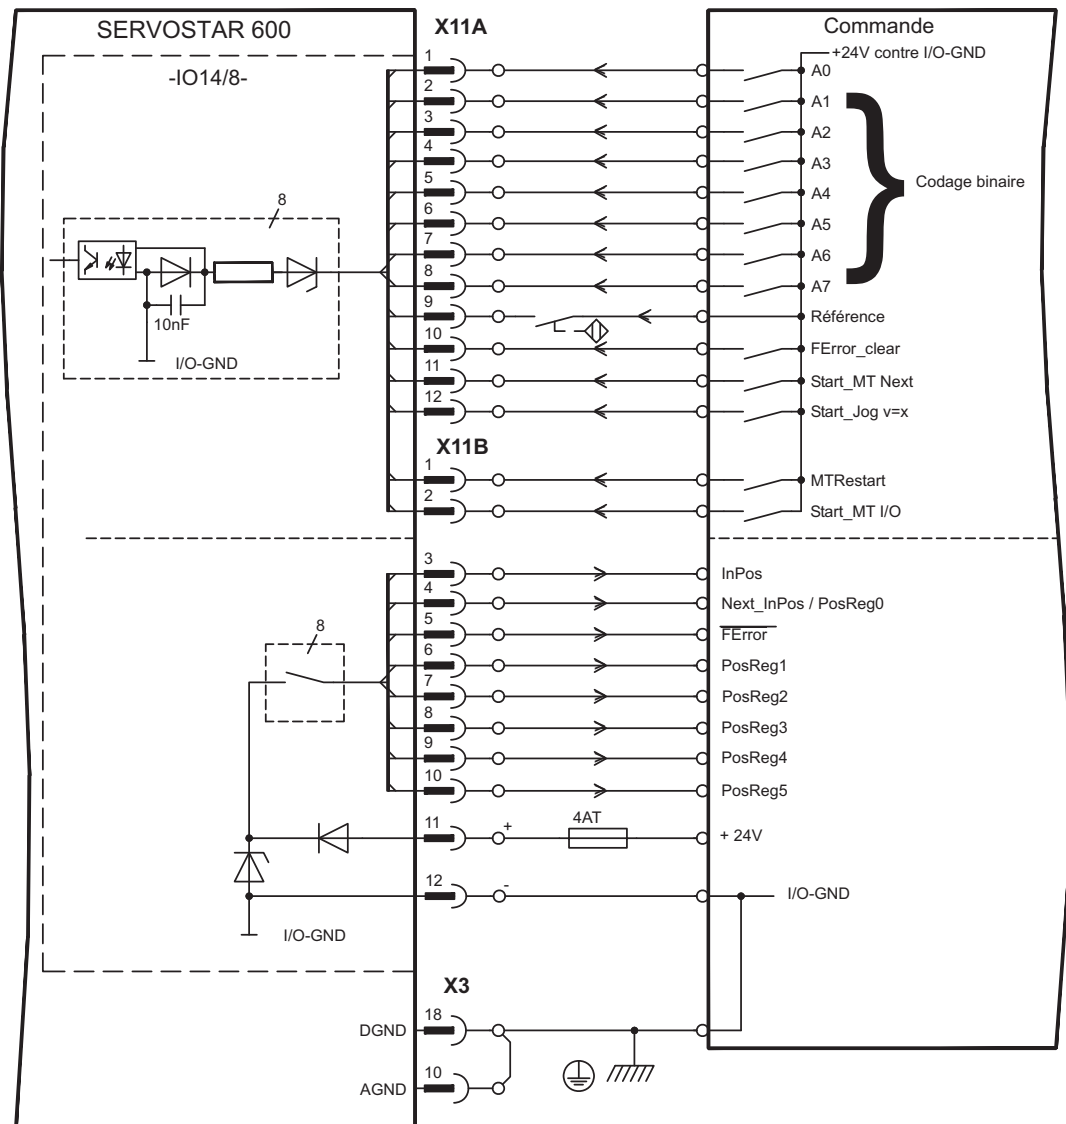 SERVOSTAR 600
X11A
Commande
+24V contre I/O-GND
-IO14/8-
1
A0
2
A1
3
A2
4
A3
Codage binaire
5
A4
6
A5
7
A6
8
A7
8
10nF
I/O-GND
9
Référence
10
FError_clear
11
Start_MT Next
12
Start_Jog v=x
X11B
1
MTRestart
2
Start_MT I/O
3
InPos
4
Next_InPos / PosReg0
5
FError
8
6
PosReg1
7
PosReg2
8
PosReg3
9
PosReg4
10
PosReg5
11
+
4AT
+ 24V
12
-
I/O-GND
I/O-GND
X3
DGND
18
AGND
10